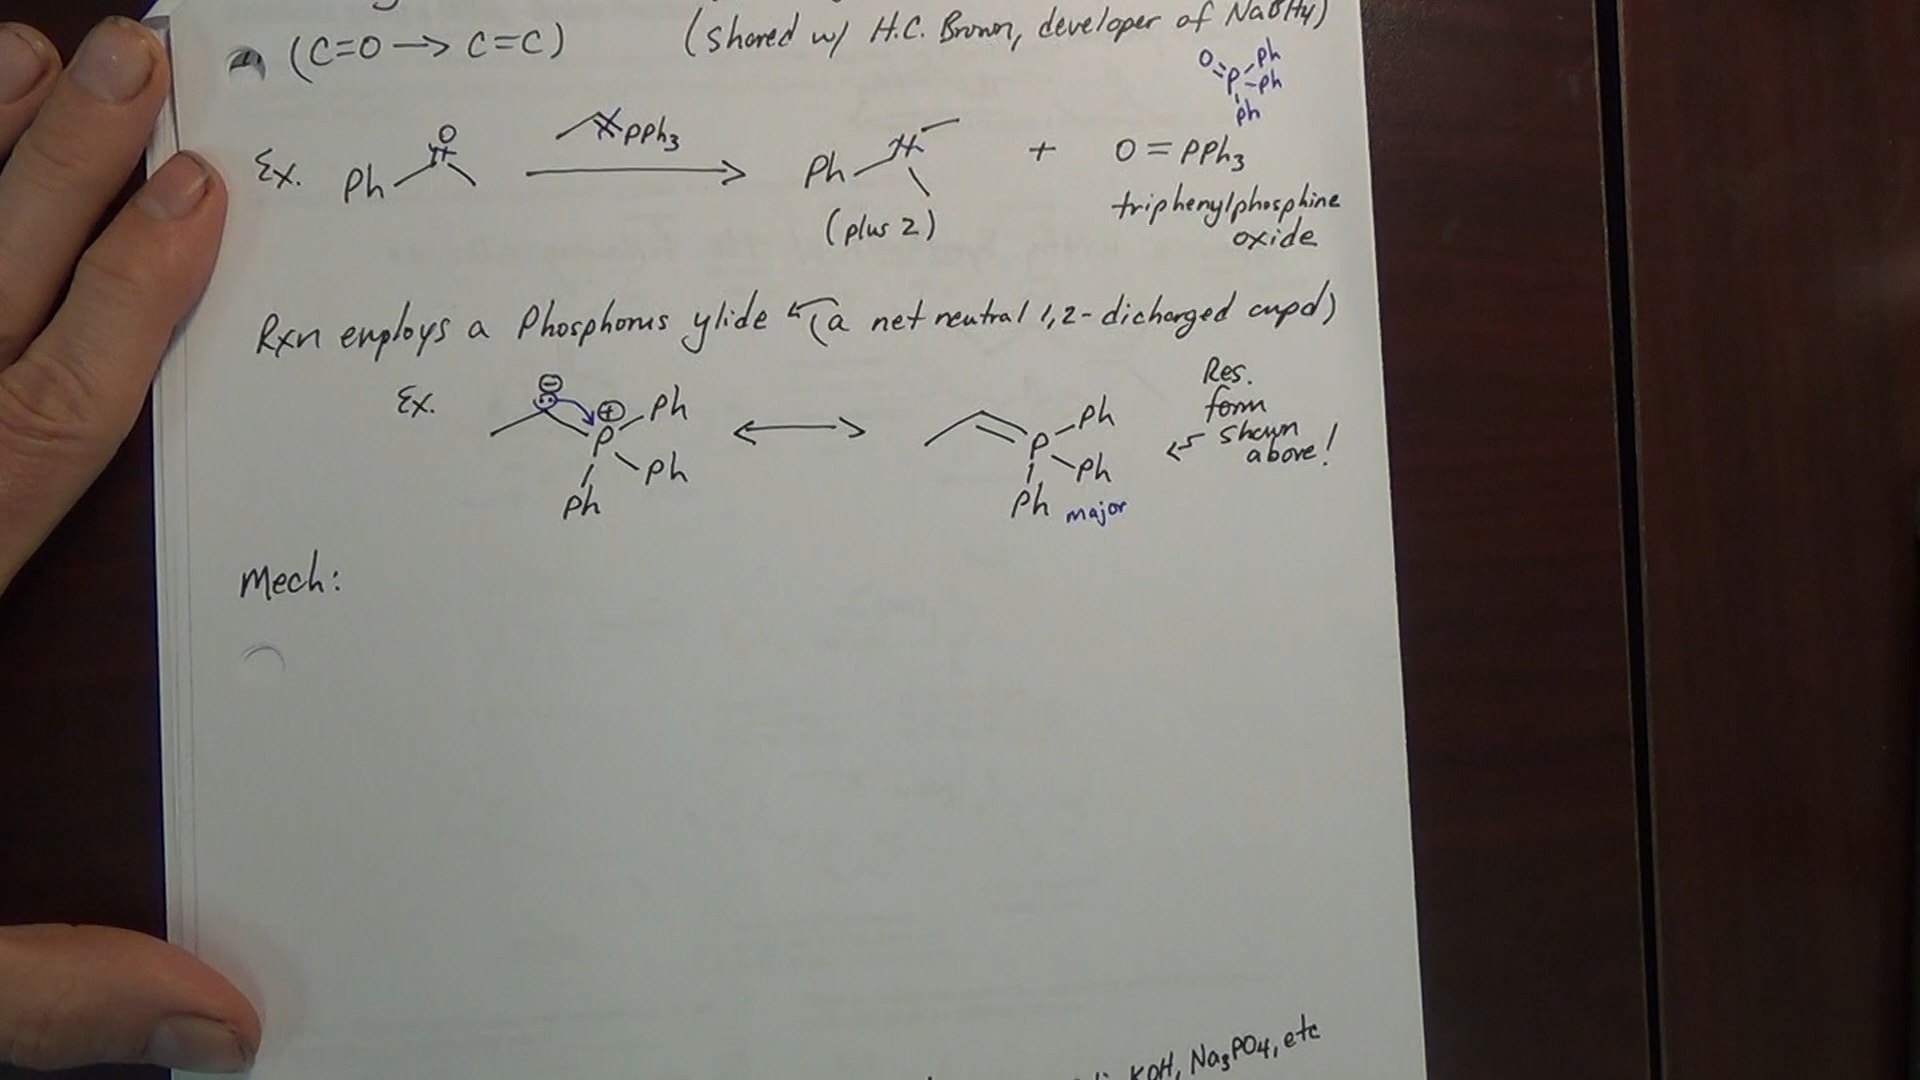 (C=O → C=C) (shared w/ H.C. Brown, developer of NaBH4)
O=P Ph Ph Ph
Ex. Ph O PPh3 Ph + O=PPh3
(plus Z) triphenylphosphine
oxide
Rxn employs a Phosphorus ylide (a net neutral 1,2-dicharged cmpd)
Ex. ⊖ ⊕ P Ph Ph Ph ↔ P Ph Ph Ph
major
Res.
form
shown
above!
Mech:
KOH, Na3PO4, etc